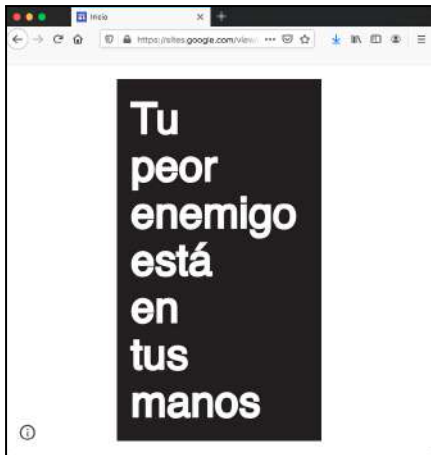 Inicio
https://sites.google.com/view/
Tu
peor
enemigo
está
en
tus
manos